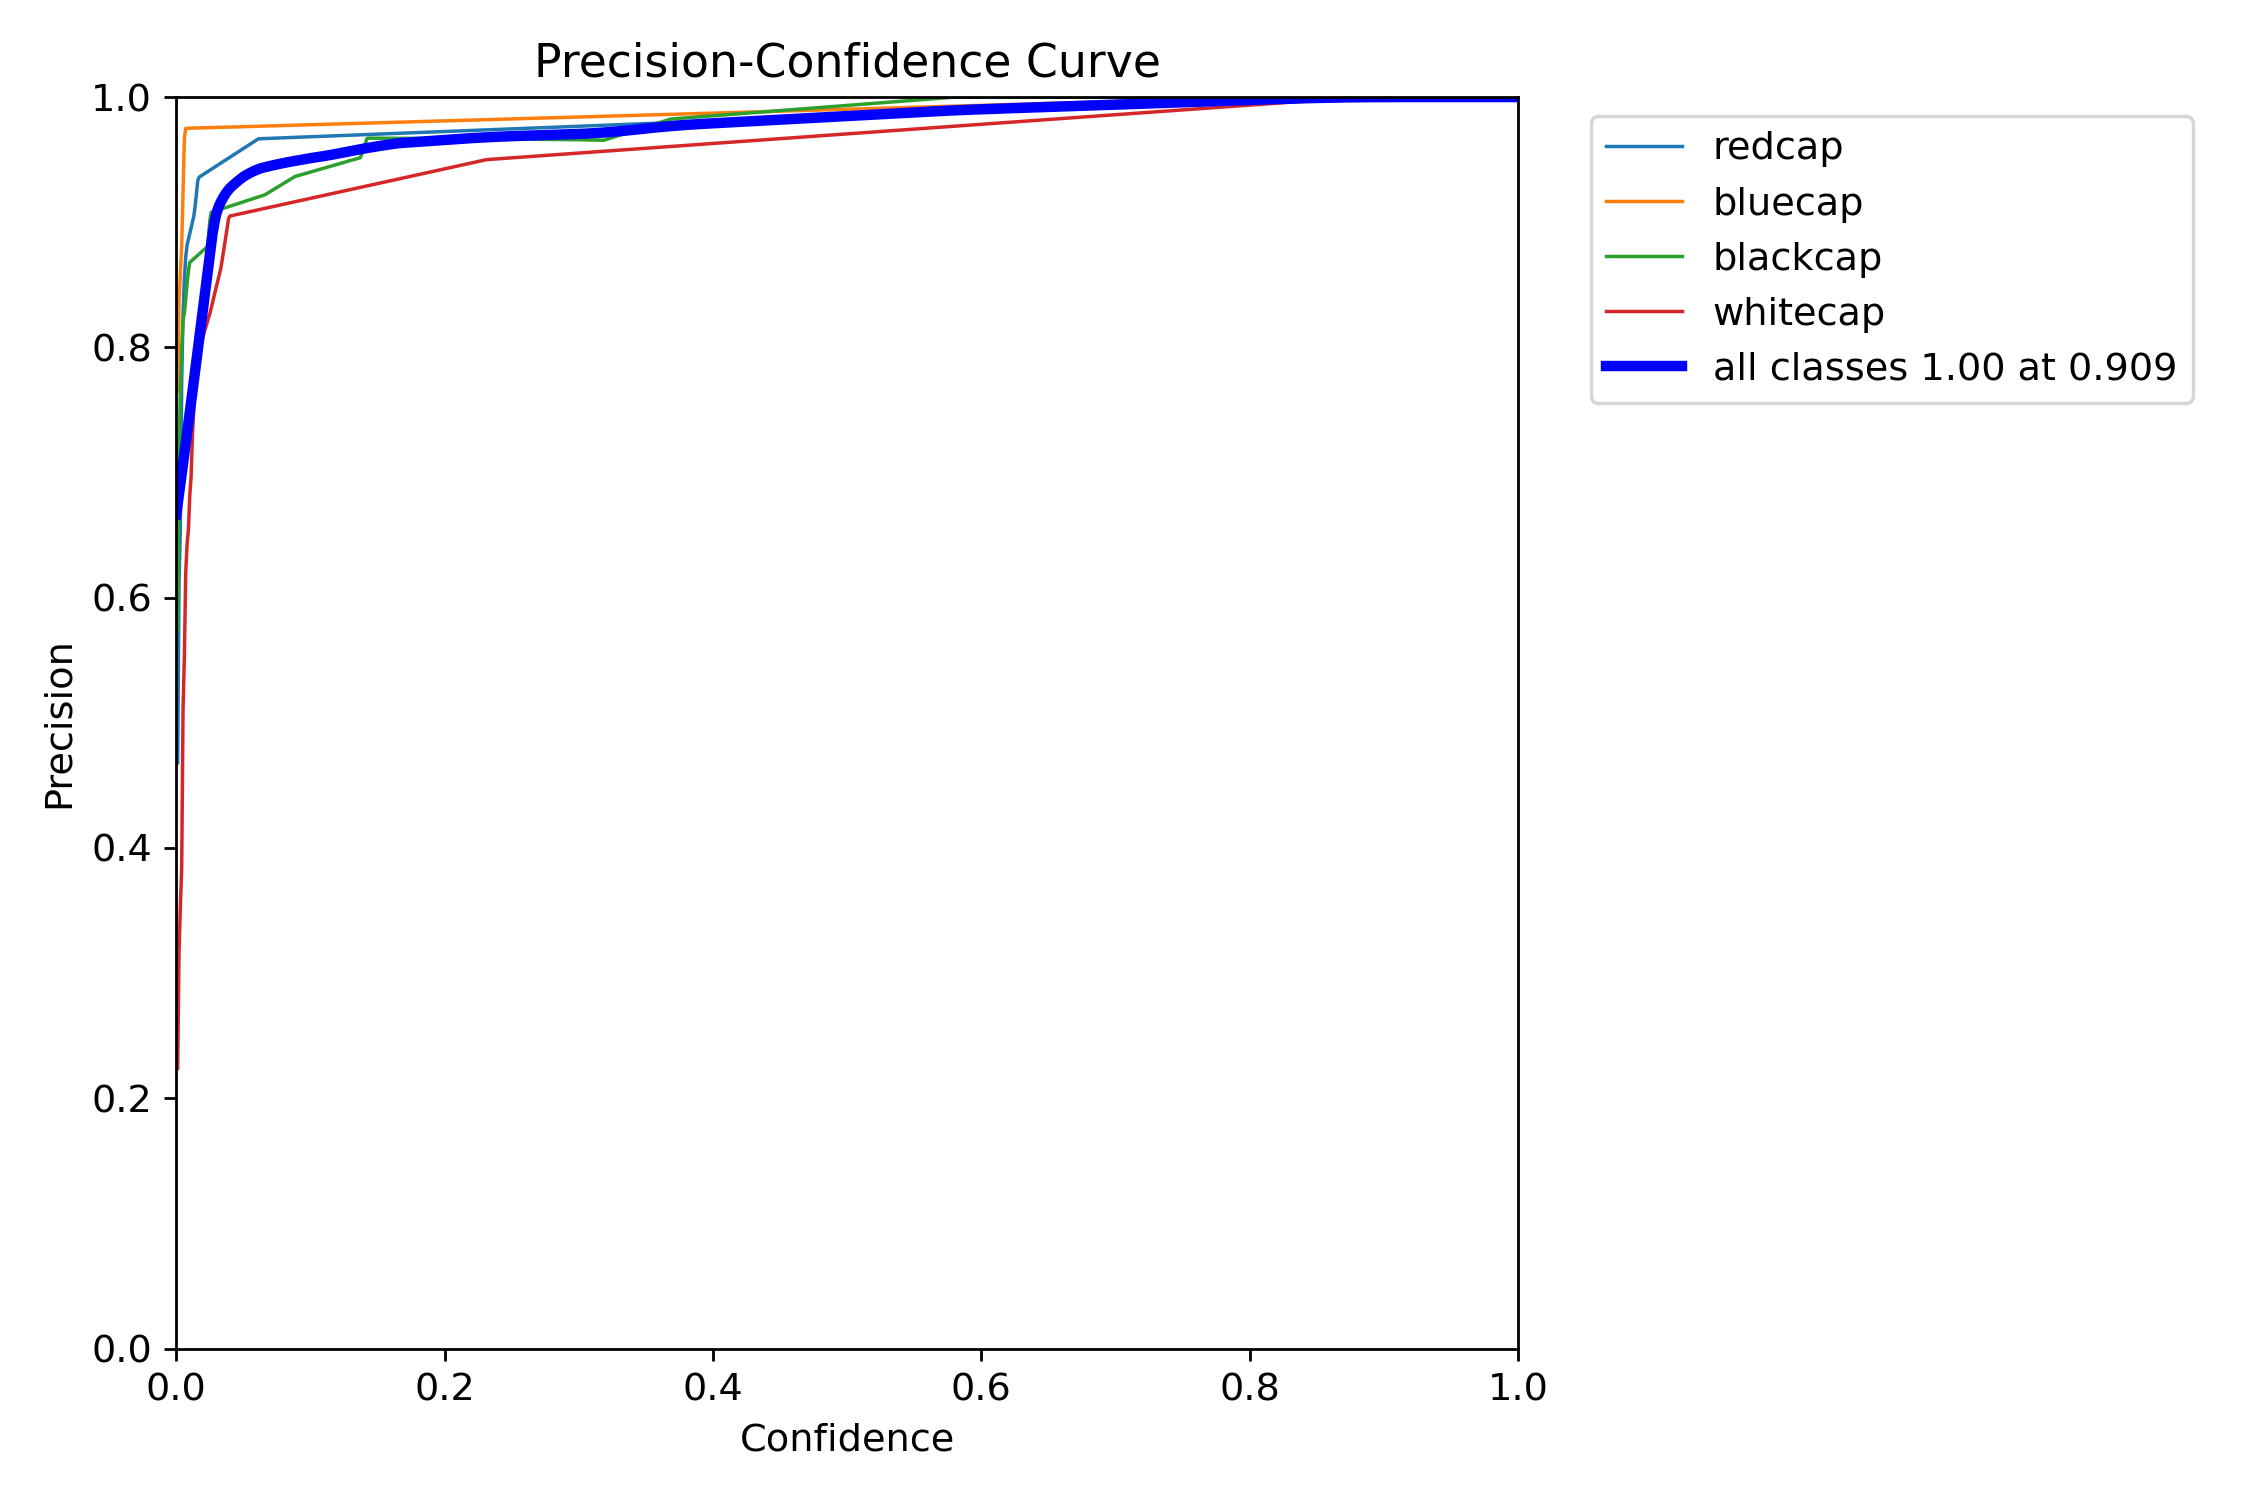 Precision-Confidence Curve
1.0
0.8
0.6
0.4
0.2
0.0
Precision
0.0 0.2 0.4 0.6 0.8 1.0
Confidence
redcap
bluecap
blackcap
whitecap
all classes 1.00 at 0.909